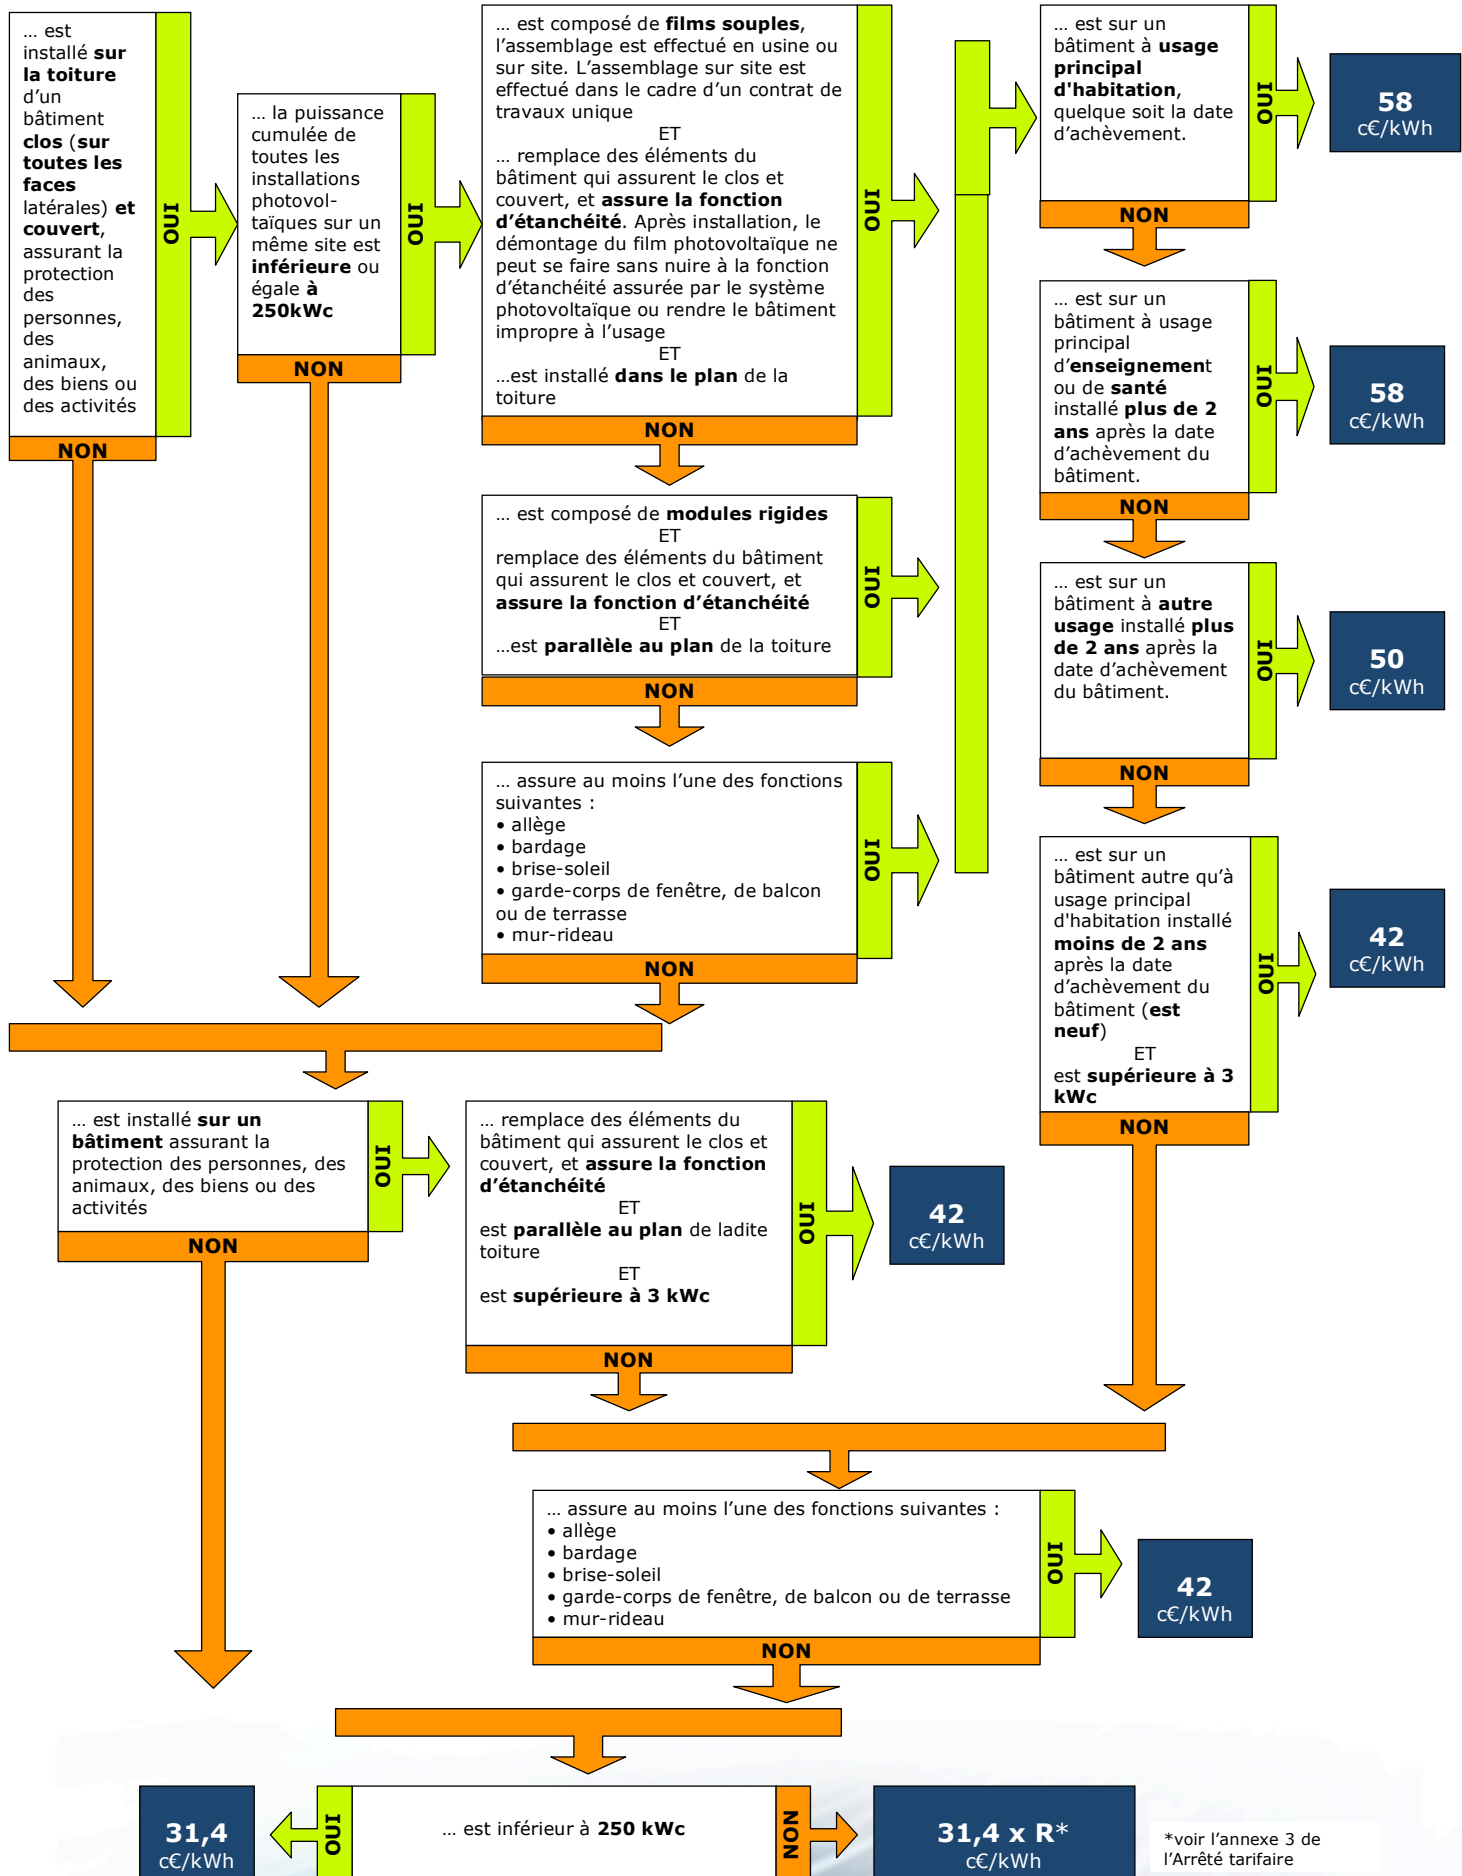 ... est
installé sur
la toiture
d'un
bâtiment
clos (sur
toutes les
faces
latérales) et
couvert,
assurant la
protection
des
personnes,
des
animaux,
des biens ou
des activités
OUI
NON
... la puissance
cumulée de
toutes les
installations
photovol-
taïques sur un
même site est
inférieure ou
égale à
250kWc
OUI
NON
... est composé de films souples,
l'assemblage est effectué en usine ou
sur site. L'assemblage sur site est
effectué dans le cadre d'un contrat de
travaux unique
ET
... remplace des éléments du
bâtiment qui assurent le clos et
couvert, et assure la fonction
d'étanchéité. Après installation, le
démontage du film photovoltaïque ne
peut se faire sans nuire à la fonction
d'étanchéité assurée par le système
photovoltaïque ou rendre le bâtiment
impropre à l'usage
ET
...est installé dans le plan de la
toiture
OUI
NON
... est composé de modules rigides
ET
remplace des éléments du bâtiment
qui assurent le clos et couvert, et
assure la fonction d'étanchéité
ET
...est parallèle au plan de la toiture
OUI
NON
... assure au moins l'une des fonctions
suivantes :
• allège
• bardage
• brise-soleil
• garde-corps de fenêtre, de balcon
ou de terrasse
• mur-rideau
OUI
NON
... est sur un
bâtiment à usage
principal
d'habitation,
quelque soit la date
d'achèvement.
OUI
58
c€/kWh
NON
... est sur un
bâtiment à usage
principal
d'enseignement
ou de santé
installé plus de 2
ans après la date
d'achèvement du
bâtiment.
OUI
58
c€/kWh
NON
... est sur un
bâtiment à autre
usage installé plus
de 2 ans après la
date d'achèvement
du bâtiment.
OUI
50
c€/kWh
NON
... est sur un
bâtiment autre qu'à
usage principal
d'habitation installé
moins de 2 ans
après la date
d'achèvement du
bâtiment (est
neuf)
ET
est supérieure à 3
kWc
OUI
42
c€/kWh
NON
... est installé sur un
bâtiment assurant la
protection des personnes, des
animaux, des biens ou des
activités
OUI
NON
... remplace des éléments du
bâtiment qui assurent le clos et
couvert, et assure la fonction
d'étanchéité
ET
est parallèle au plan de ladite
toiture
ET
est supérieure à 3 kWc
OUI
42
c€/kWh
NON
... assure au moins l'une des fonctions suivantes :
• allège
• bardage
• brise-soleil
• garde-corps de fenêtre, de balcon ou de terrasse
• mur-rideau
OUI
42
c€/kWh
NON
31,4
c€/kWh
OUI
... est inférieur à 250 kWc
NON
31,4 x R*
c€/kWh
*voir l'annexe 3 de
l'Arrêté tarifaire